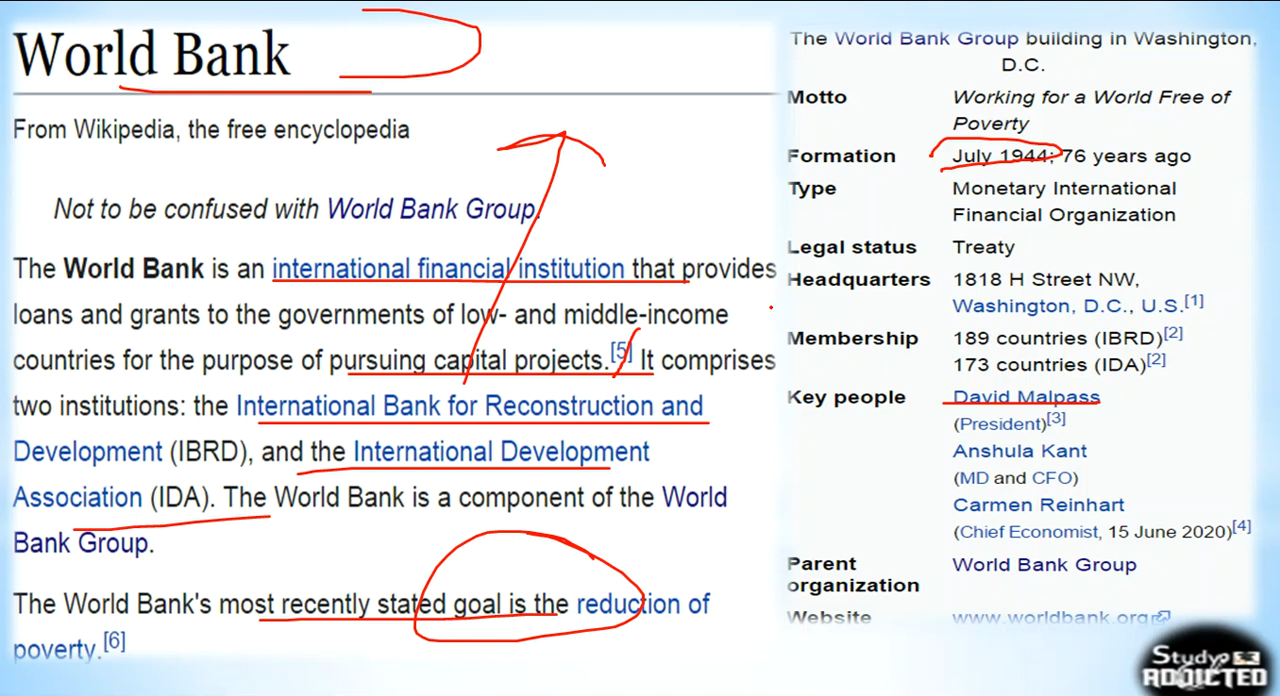 World Bank
From Wikipedia, the free encyclopedia
Not to be confused with World Bank Group.
The World Bank is an international financial institution that provides
loans and grants to the governments of low- and middle-income
countries for the purpose of pursuing capital projects.[5] It comprises
two institutions: the International Bank for Reconstruction and
Development (IBRD), and the International Development
Association (IDA). The World Bank is a component of the World
Bank Group.
The World Bank's most recently stated goal is the reduction of
poverty.[6]
The World Bank Group building in Washington,
D.C.
Motto Working for a World Free of
Poverty
Formation July 1944; 76 years ago
Type Monetary International
Financial Organization
Legal status Treaty
Headquarters 1818 H Street NW,
Washington, D.C., U.S.[1]
Membership 189 countries (IBRD)[2]
173 countries (IDA)[2]
Key people David Malpass
(President)[3]
Anshula Kant
(MD and CFO)
Carmen Reinhart
(Chief Economist, 15 June 2020)[4]
Parent World Bank Group
organization
Website www.worldbank.org
Study
ADDICTED